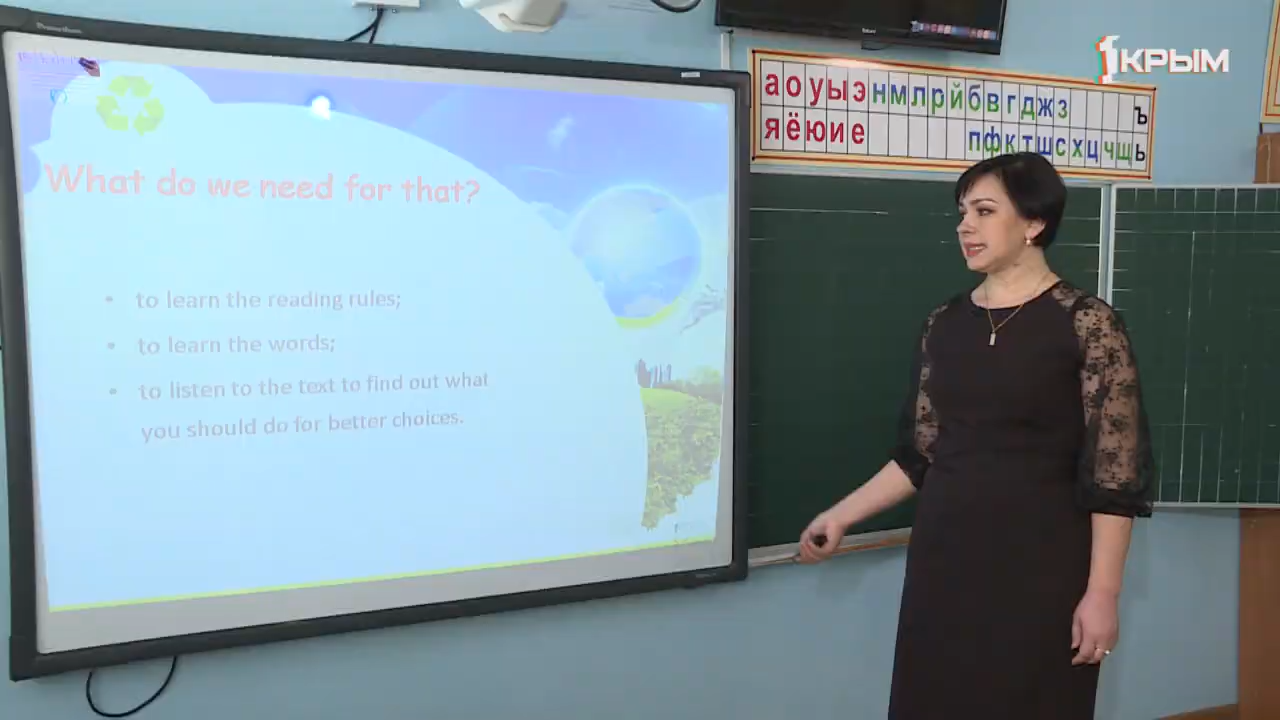 1КРЫМ
а о у ы э н м л р й б в г д ж з ъ
я ё ю и е п ф к т ш с х ц ч щ ь
What do we need for that?
• to learn the reading rules;
• to learn the words;
• to listen to the text to find out what
you should do for better choices.